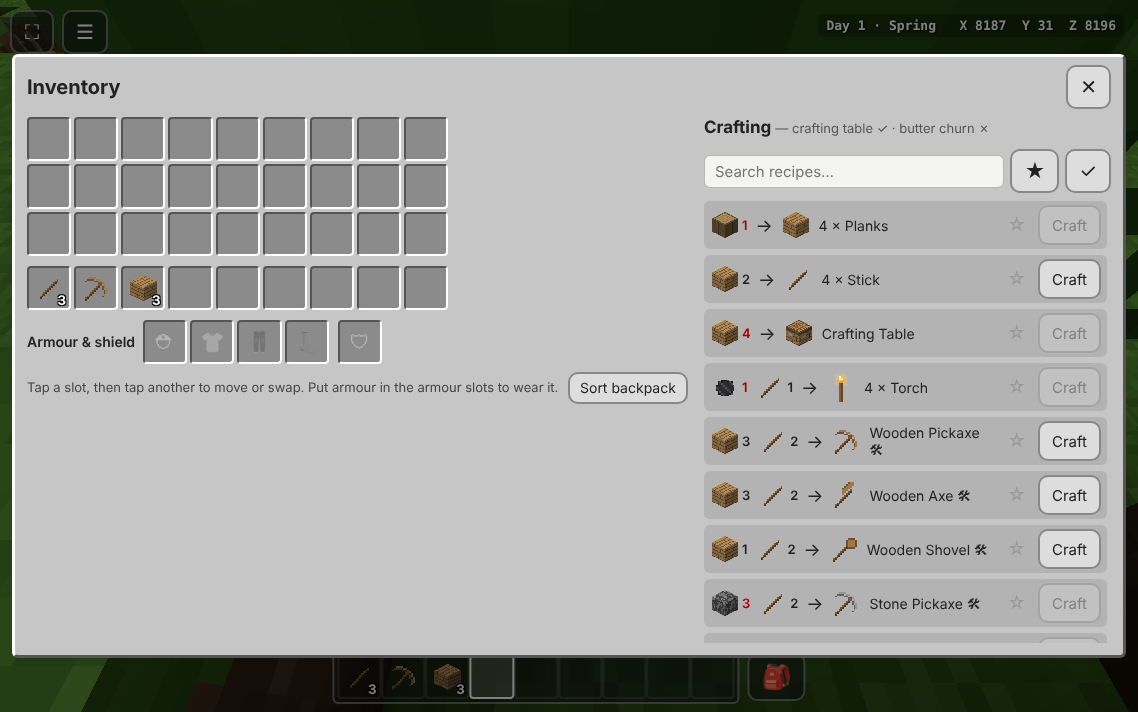 Day 1 · Spring X 8187 Y 31 Z 8196
Inventory
3
3
Armour & shield
Tap a slot, then tap another to move or swap. Put armour in the armour slots to wear it.
Sort backpack
Crafting — crafting table ✓ · butter churn ×
Search recipes...
1 → 4 × Planks Craft
2 → 4 × Stick Craft
4 → Crafting Table Craft
1 1 → 4 × Torch Craft
3 2 → Wooden Pickaxe Craft
3 2 → Wooden Axe Craft
1 2 → Wooden Shovel Craft
3 2 → Stone Pickaxe Craft
3
3